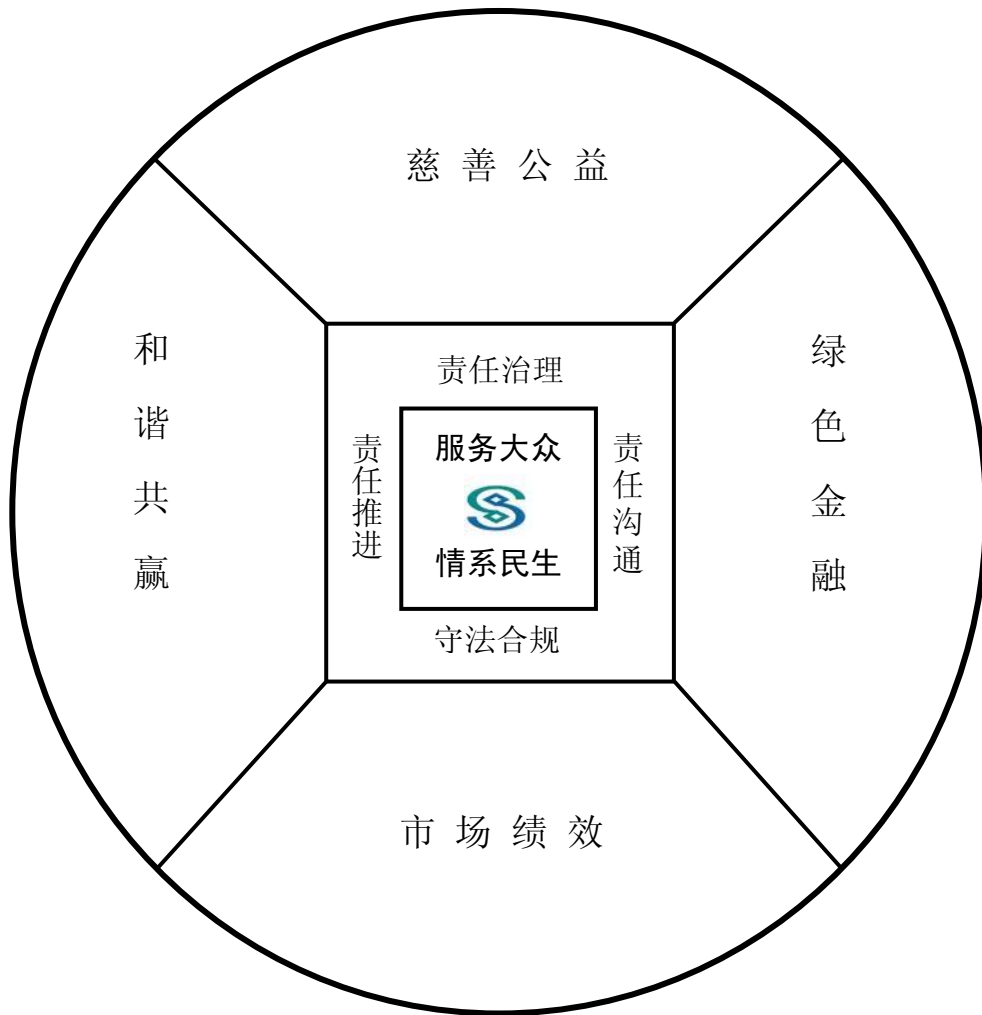 慈善公益
和谐共赢
绿色金融
责任治理
责任推进
服务大众
情系民生
责任沟通
守法合规
市场绩效